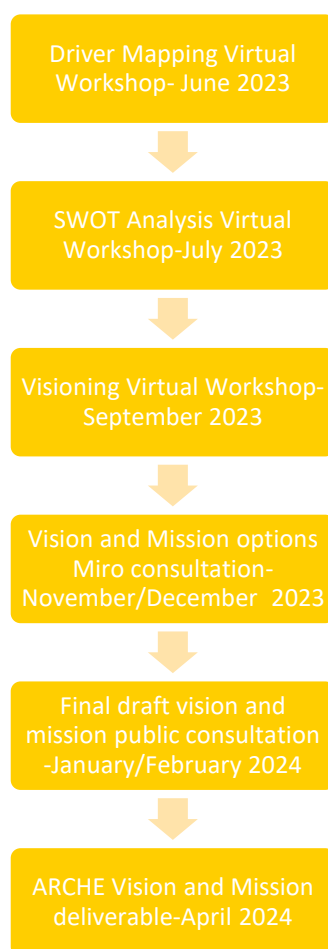 Driver Mapping Virtual
Workshop- June 2023
SWOT Analysis Virtual
Workshop-July 2023
Visioning Virtual Workshop-
September 2023
Vision and Mission options
Miro consultation-
November/December  2023
Final draft vision and
mission public consultation
-January/February 2024
ARCHE Vision and Mission
deliverable-April 2024